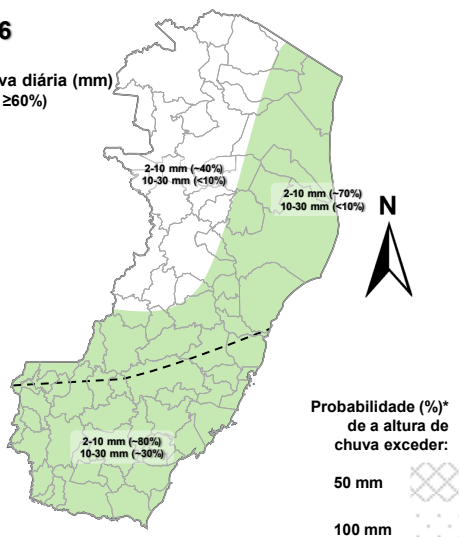 6
va diária (mm)
≥60%)
2-10 mm (~40%)
10-30 mm (<10%)
2-10 mm (~70%)
10-30 mm (<10%)
N
2-10 mm (~80%)
10-30 mm (~30%)
Probabilidade (%)*
de a altura de
chuva exceder:
50 mm
100 mm